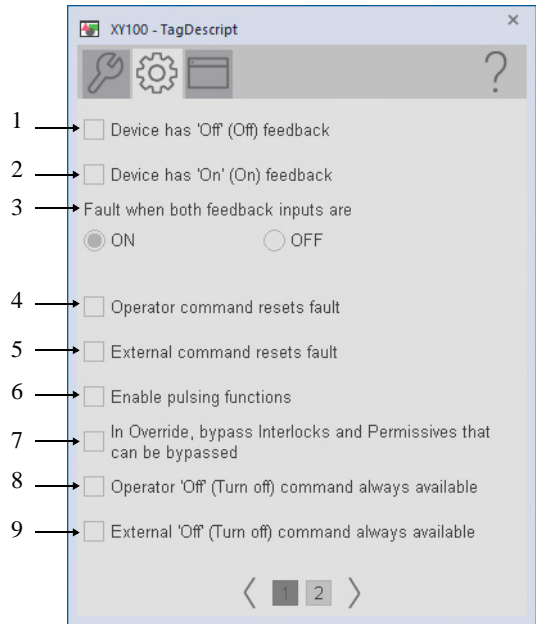 XY100 - TagDescript
1 Device has 'Off' (Off) feedback
2 Device has 'On' (On) feedback
3 Fault when both feedback inputs are
ON OFF
4 Operator command resets fault
5 External command resets fault
6 Enable pulsing functions
7 In Override, bypass Interlocks and Permissives that
can be bypassed
8 Operator 'Off' (Turn off) command always available
9 External 'Off' (Turn off) command always available
1 2